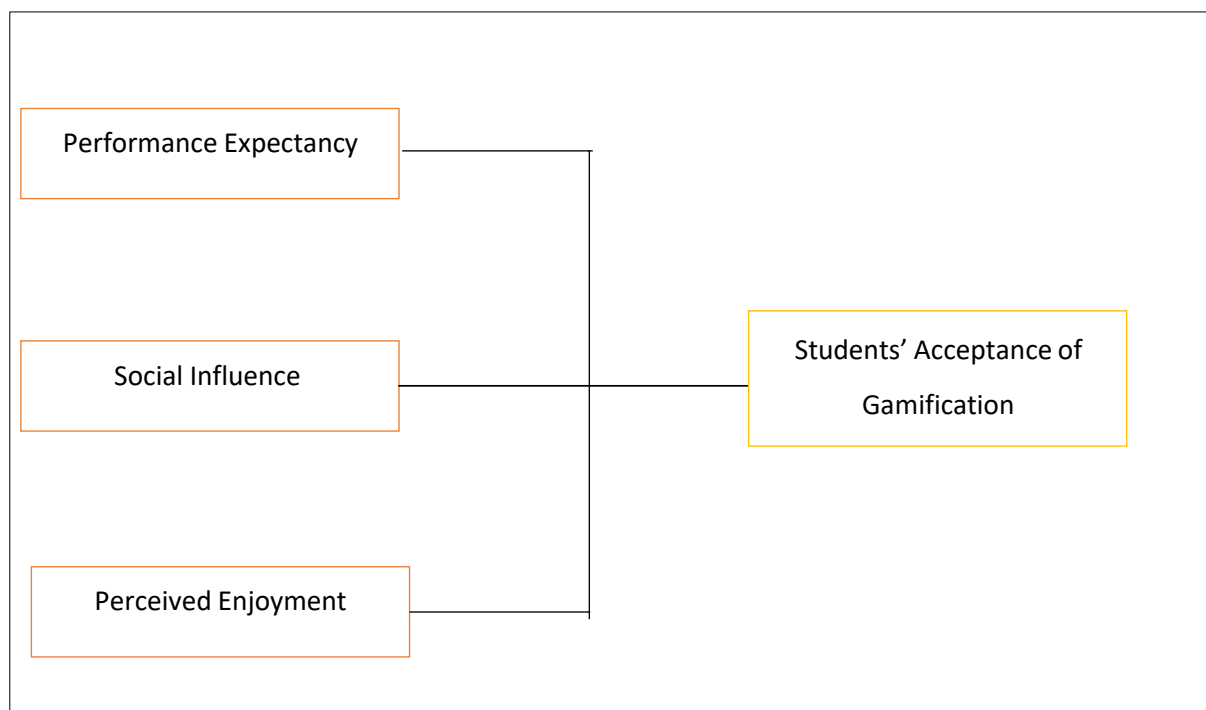 Performance Expectancy
Social Influence
Students’ Acceptance of
Gamification
Perceived Enjoyment